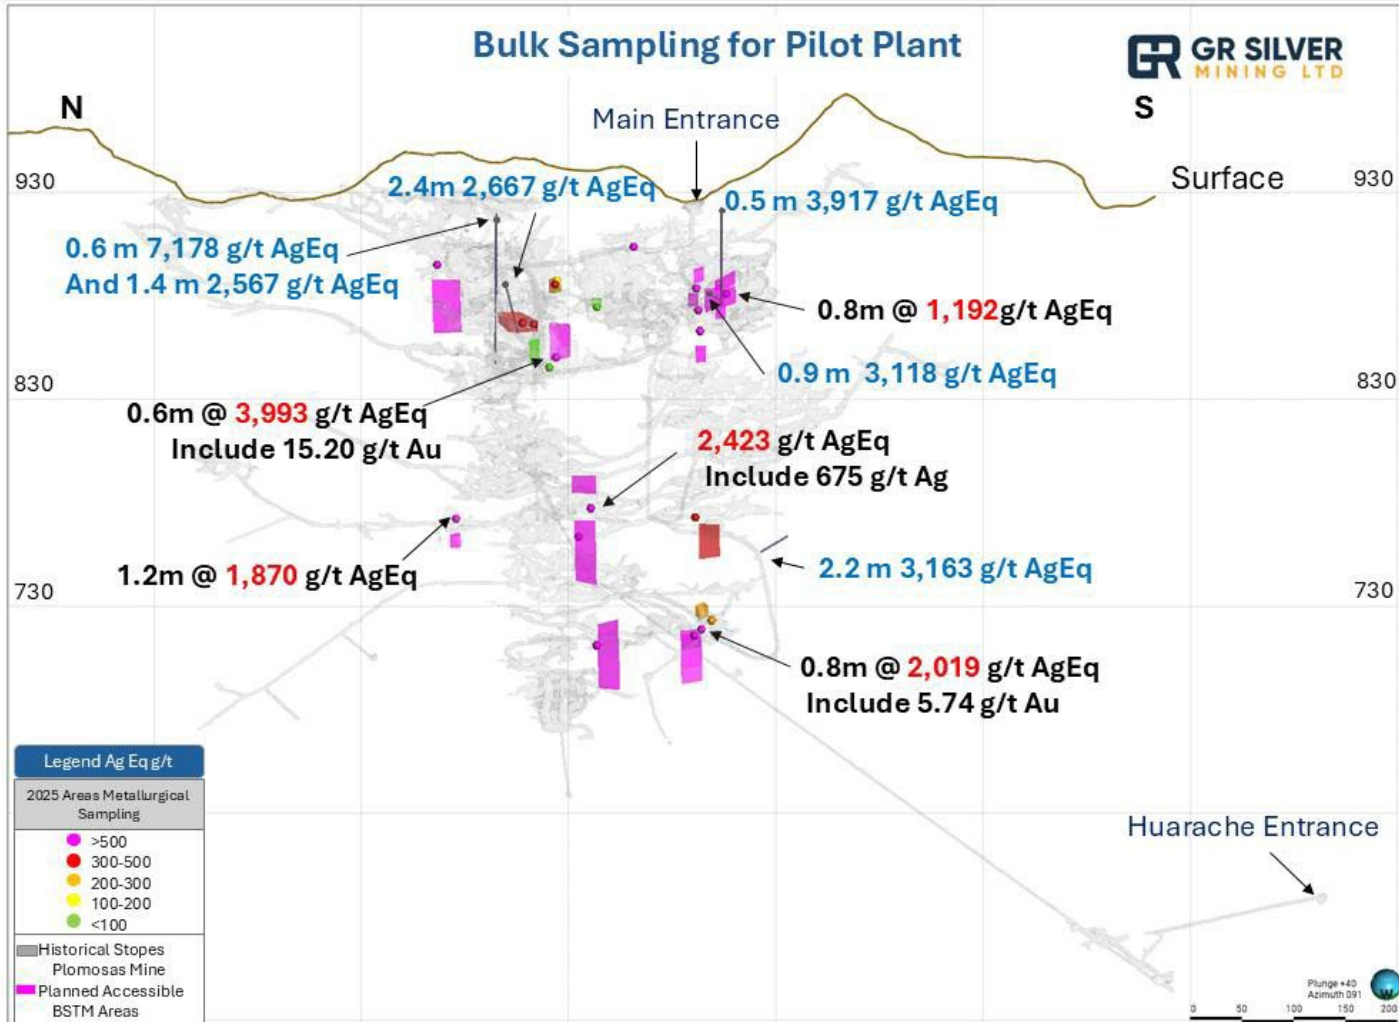 Bulk Sampling for Pilot Plant
GR SILVER
MINING LTD
N
S
Main Entrance
Surface
930
930
2.4m 2,667 g/t AgEq
0.5 m 3,917 g/t AgEq
0.6 m 7,178 g/t AgEq
And 1.4 m 2,567 g/t AgEq
0.8m @ 1,192g/t AgEq
0.9 m 3,118 g/t AgEq
830
830
0.6m @ 3,993 g/t AgEq
Include 15.20 g/t Au
2,423 g/t AgEq
Include 675 g/t Ag
1.2m @ 1,870 g/t AgEq
2.2 m 3,163 g/t AgEq
730
730
0.8m @ 2,019 g/t AgEq
Include 5.74 g/t Au
Legend Ag Eq g/t
2025 Areas Metallurgical
Sampling
>500
300-500
200-300
100-200
<100
Historical Stopes
Plomosas Mine
Planned Accessible
BSTM Areas
Huarache Entrance
Plunge +40
Azimuth 091
W
0 50 100 150 200